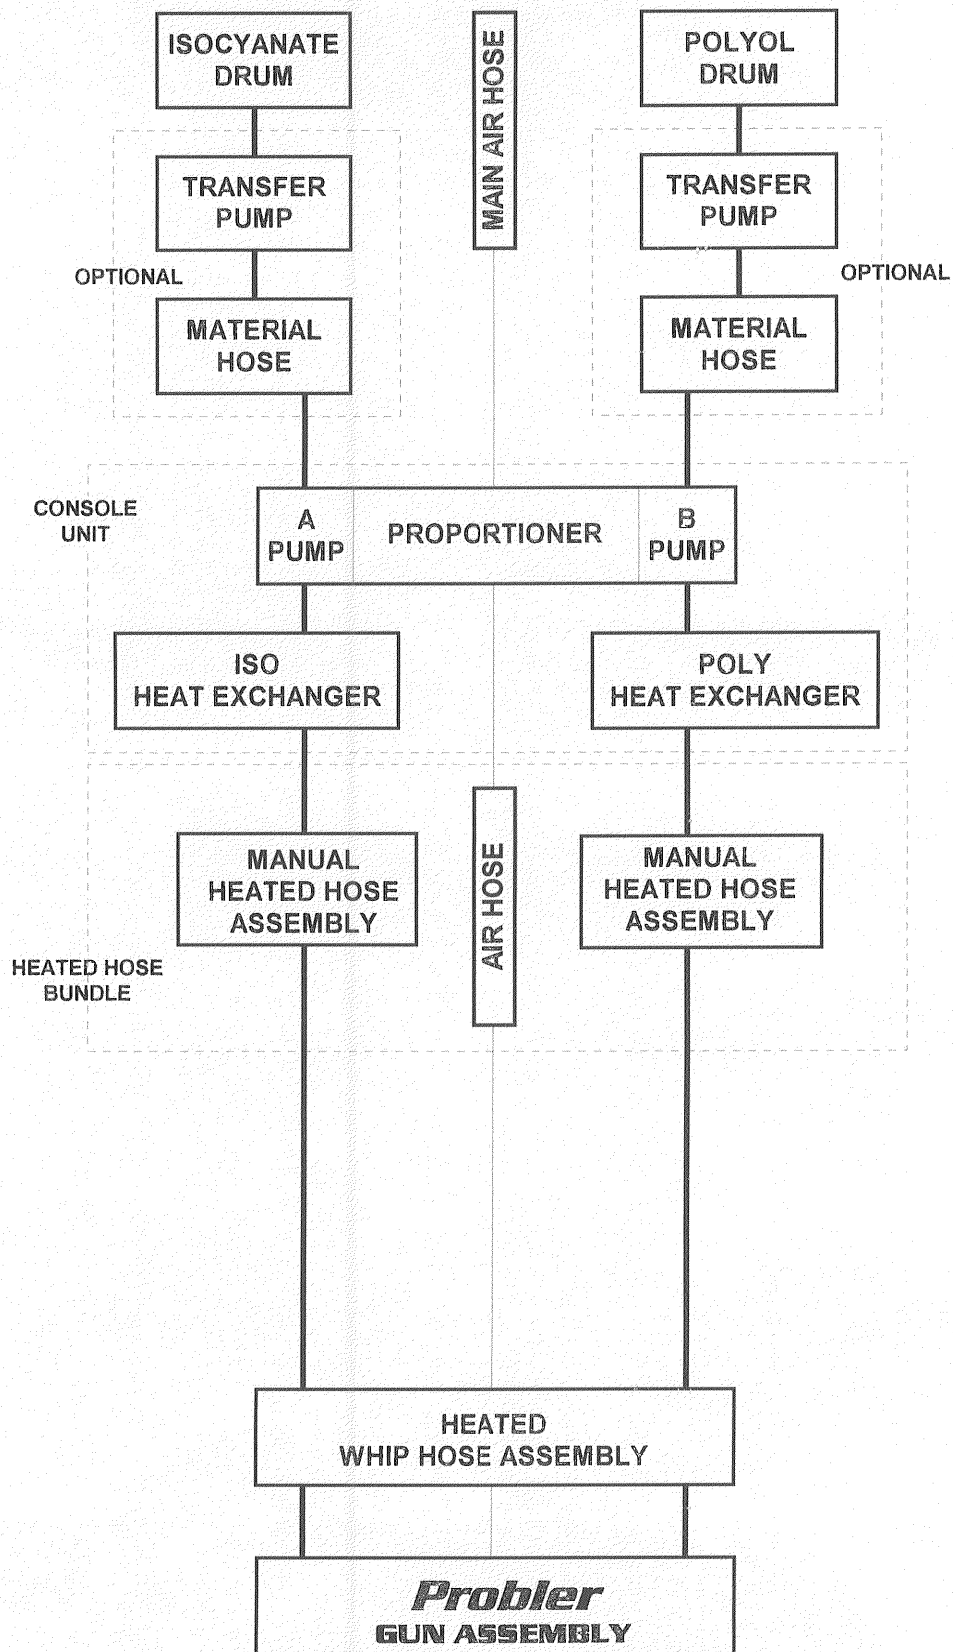 ISOCYANATE
DRUM
MAIN AIR HOSE
POLYOL
DRUM
TRANSFER
PUMP
TRANSFER
PUMP
OPTIONAL
OPTIONAL
MATERIAL
HOSE
MATERIAL
HOSE
CONSOLE
UNIT
A
PUMP
PROPORTIONER
B
PUMP
ISO
HEAT EXCHANGER
POLY
HEAT EXCHANGER
MANUAL
HEATED HOSE
ASSEMBLY
AIR HOSE
MANUAL
HEATED HOSE
ASSEMBLY
HEATED HOSE
BUNDLE
HEATED
WHIP HOSE ASSEMBLY
Probler
GUN ASSEMBLY